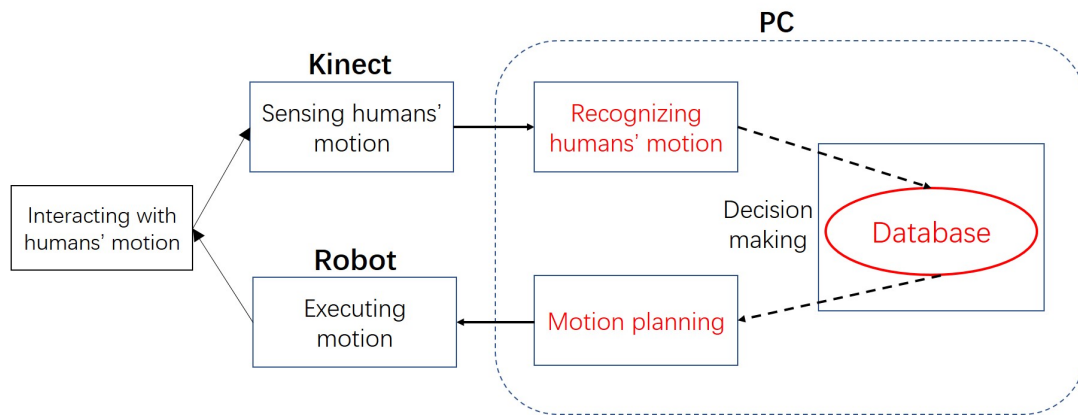 PC
Kinect
Sensing humans’
motion
Recognizing
humans’ motion
Interacting with
humans’ motion
Decision
making
Database
Robot
Executing
motion
Motion planning